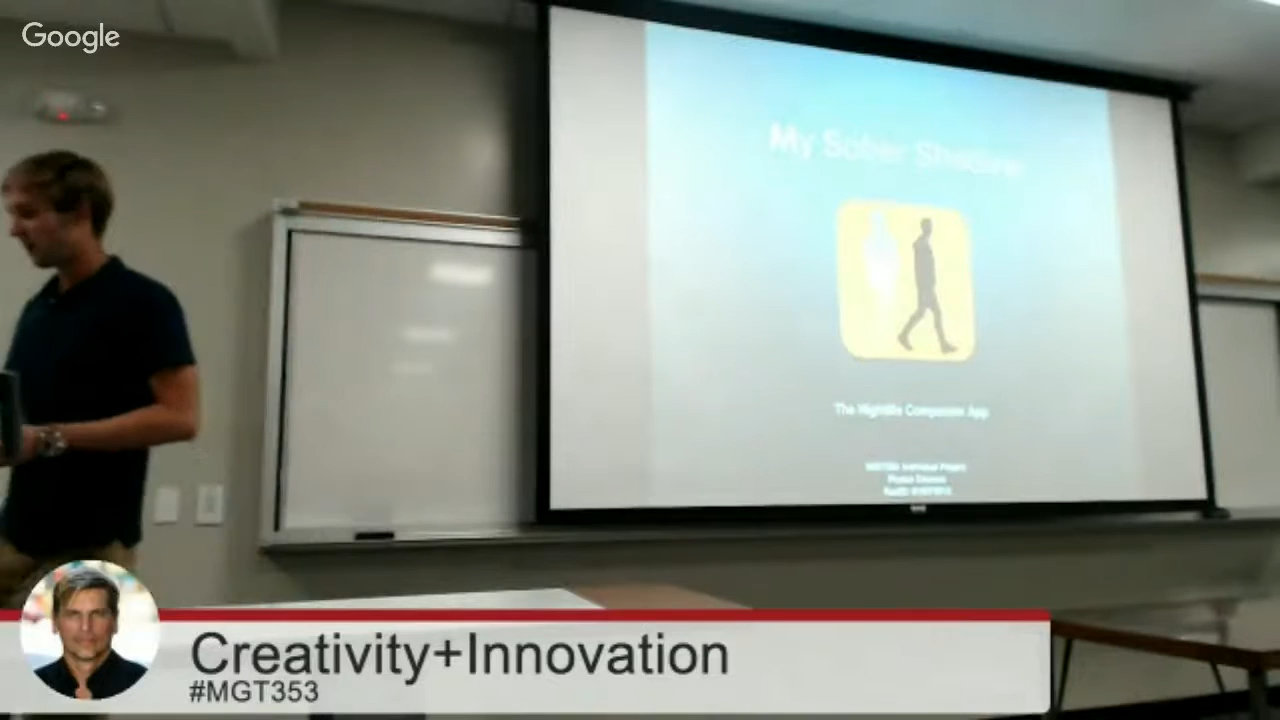 Google
My Sober Shadow
The Nightlife Companion App
Creativity+Innovation
#MGT353